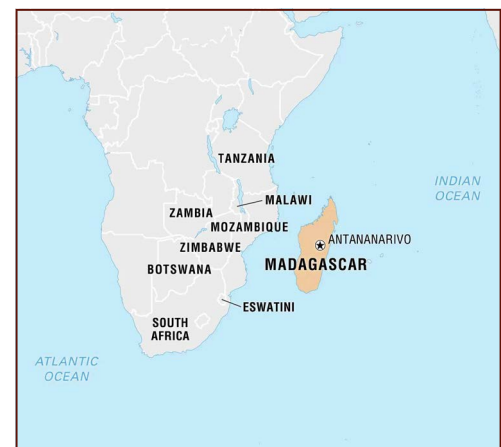 TANZANIA
INDIAN
OCEAN
MALAWI
ZAMBIA
MOZAMBIQUE
ANTANANARIVO
ZIMBABWE
MADAGASCAR
BOTSWANA
ESWATINI
SOUTH
AFRICA
ATLANTIC
OCEAN